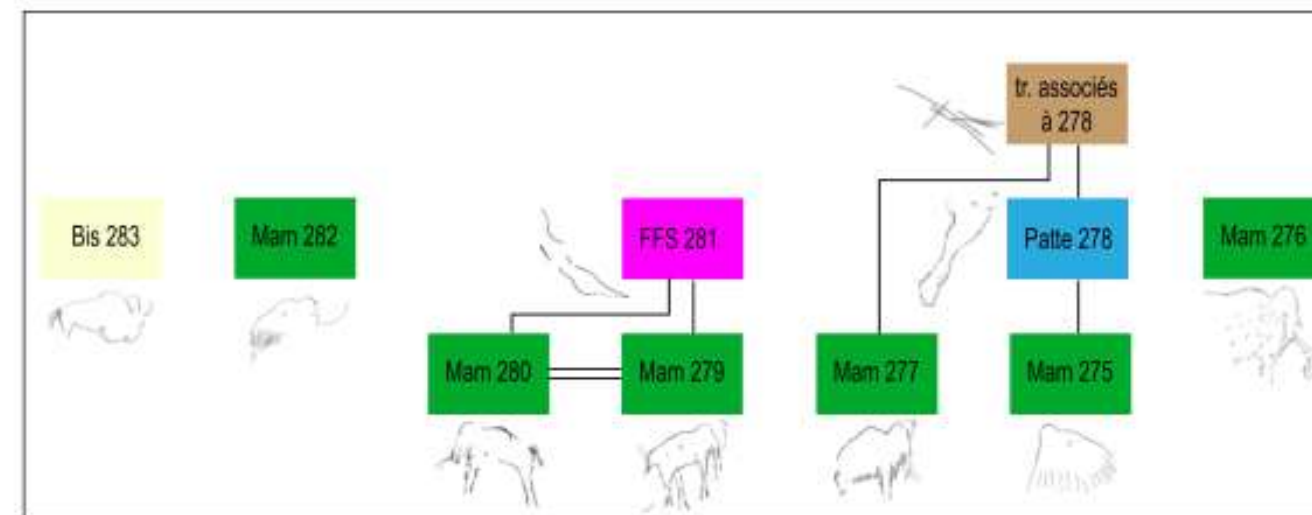 tr. associés
à 278
Bis 283
Mam 282
FFS 281
Patte 278
Mam 276
Mam 280
Mam 279
Mam 277
Mam 275